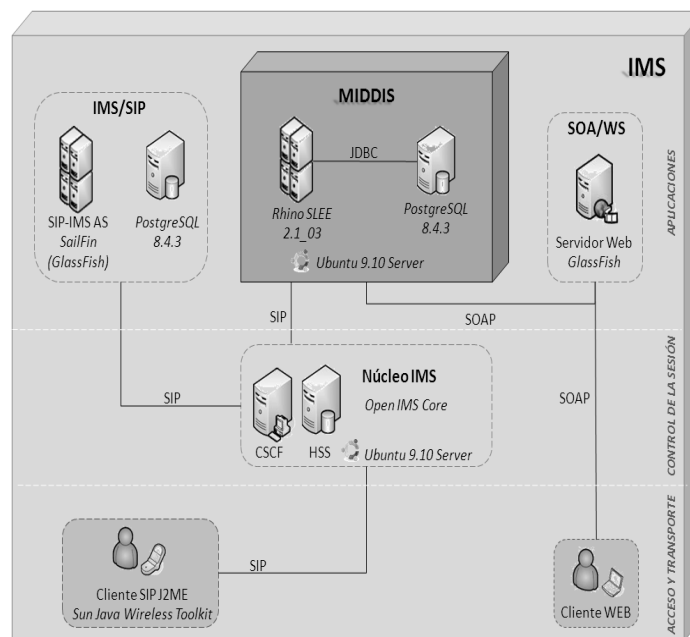 IMS
IMS/SIP
SIP-IMS AS
SailFin
(GlassFish)
PostgreSQL
8.4.3
MIDDIS
JDBC
Rhino SLEE
2.1_03
PostgreSQL
8.4.3
Ubuntu 9.10 Server
SOA/WS
Servidor Web
GlassFish
APLICACIONES
SIP
SOAP
SIP
Núcleo IMS
Open IMS Core
CSCF
HSS
Ubuntu 9.10 Server
SOAP
CONTROL DE LA SESIÓN
SIP
Cliente SIP J2ME
Sun Java Wireless Toolkit
Cliente WEB
ACCESO Y TRANSPORTE